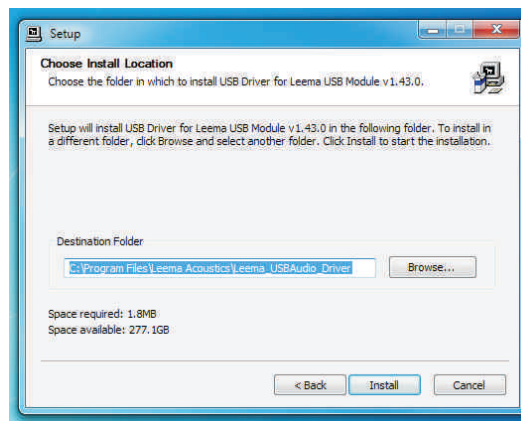 Setup
Choose Install Location
Choose the folder in which to install USB Driver for Leema USB Module v1.43.0.
Setup will install USB Driver for Leema USB Module v1.43.0 in the following folder. To install in
a different folder, click Browse and select another folder. Click Install to start the installation.
Destination Folder
C:\Program Files\Leema Acoustics\Leema_USBAudio_Driver
Browse...
Space required: 1.8MB
Space available: 277.1GB
< Back Install Cancel